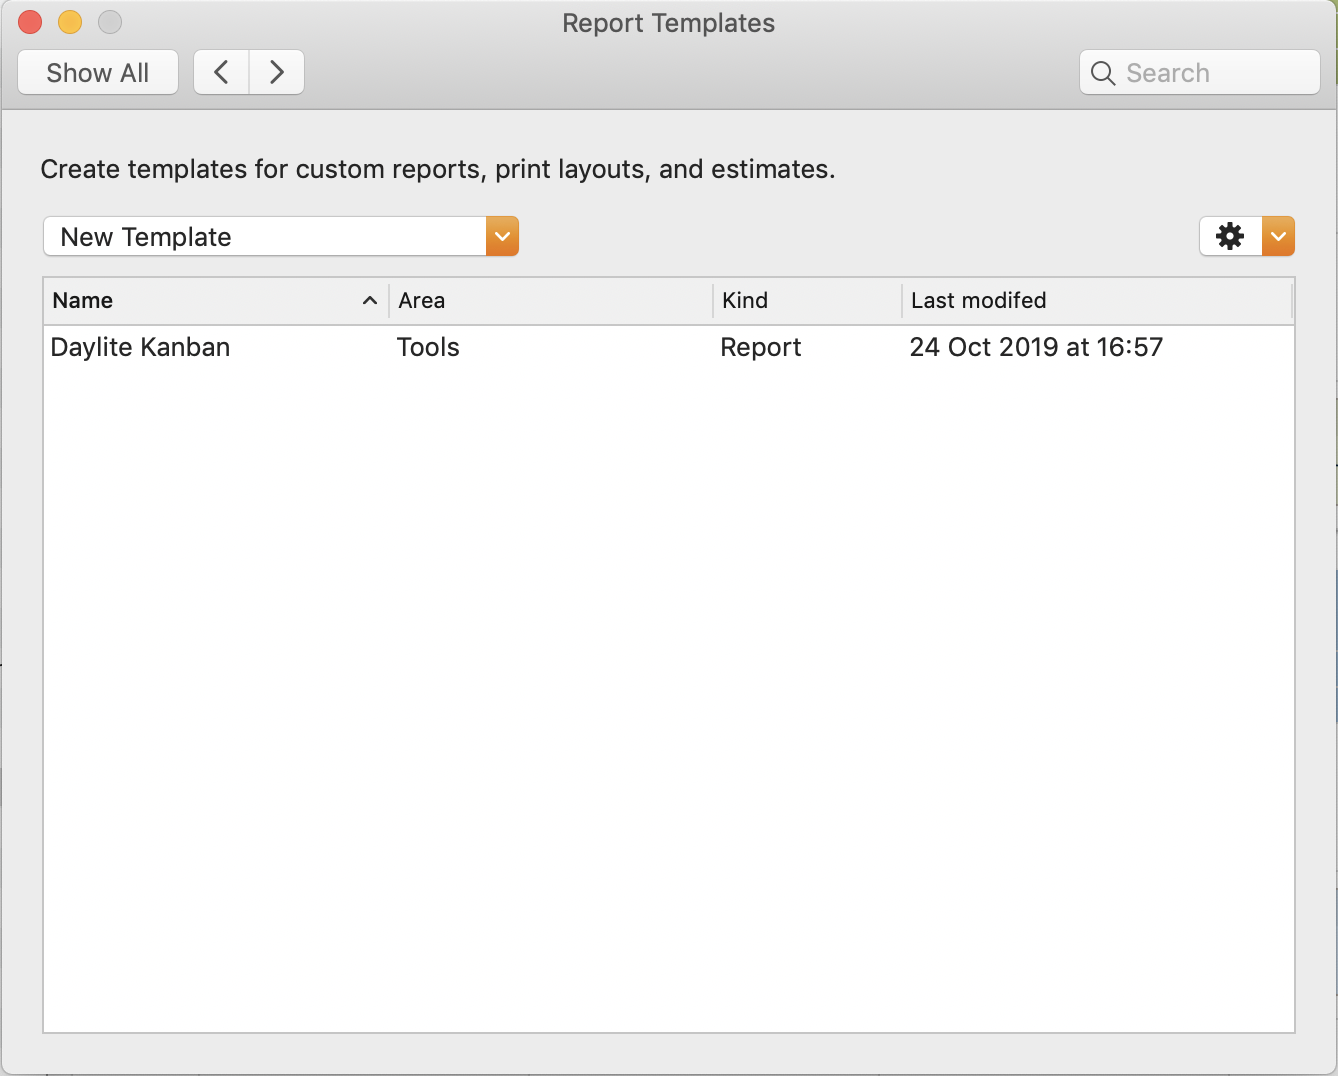 Report Templates
Show All
Search
Create templates for custom reports, print layouts, and estimates.
New Template
Name Area Kind Last modifed
Daylite Kanban Tools Report 24 Oct 2019 at 16:57